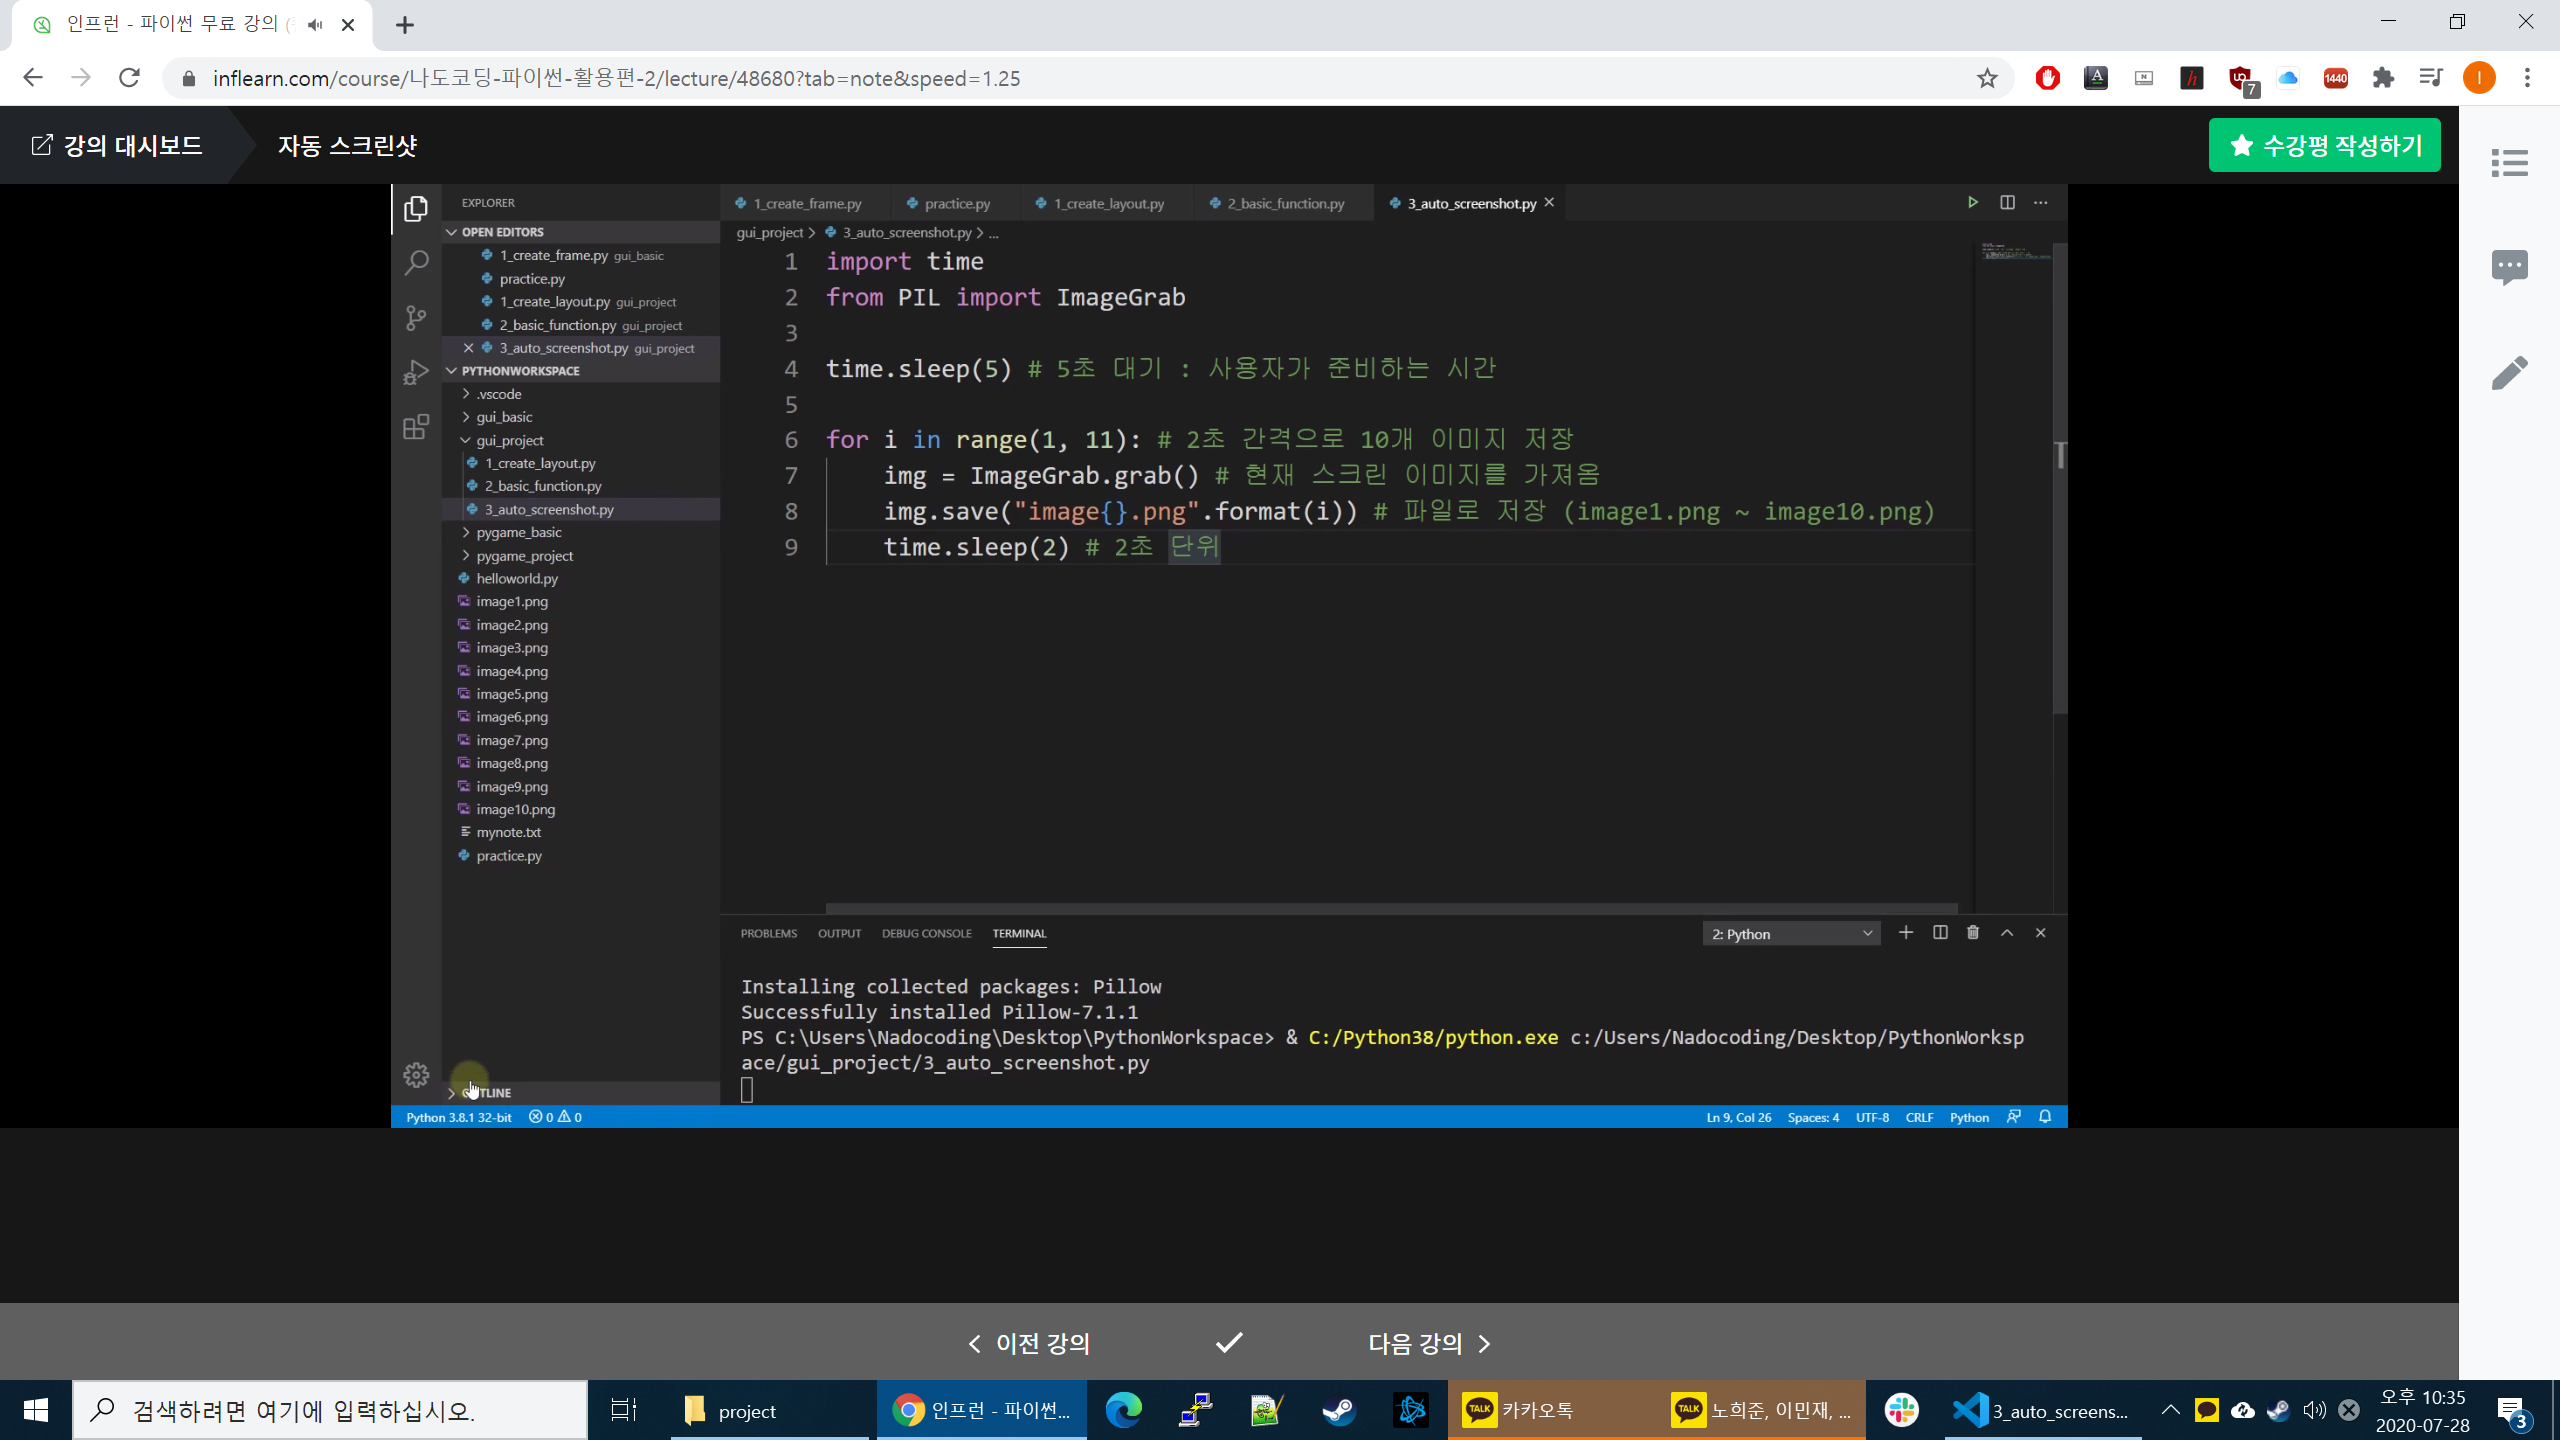 인프런 - 파이썬 무료 강의
inflearn.com/course/나도코딩-파이썬-활용편-2/lecture/48680?tab=note&speed=1.25
A
N
h
7
1440
I
강의 대시보드
자동 스크린샷
수강평 작성하기
EXPLORER
OPEN EDITORS
1_create_frame.py gui_basic
practice.py
1_create_layout.py gui_project
2_basic_function.py gui_project
3_auto_screenshot.py gui_project
PYTHONWORKSPACE
.vscode
gui_basic
gui_project
1_create_layout.py
2_basic_function.py
3_auto_screenshot.py
pygame_basic
pygame_project
helloworld.py
image1.png
image2.png
image3.png
image4.png
image5.png
image6.png
image7.png
image8.png
image9.png
image10.png
mynote.txt
practice.py
OUTLINE
1_create_frame.py practice.py 1_create_layout.py 2_basic_function.py 3_auto_screenshot.py
gui_project > 3_auto_screenshot.py > ...
1 import time
2 from PIL import ImageGrab
3
4 time.sleep(5) # 5초 대기 : 사용자가 준비하는 시간
5
6 for i in range(1, 11): # 2초 간격으로 10개 이미지 저장
7 img = ImageGrab.grab() # 현재 스크린 이미지를 가져옴
8 img.save("image{}.png".format(i)) # 파일로 저장 (image1.png ~ image10.png)
9 time.sleep(2) # 2초 단위
PROBLEMS OUTPUT DEBUG CONSOLE TERMINAL
2: Python
Installing collected packages: Pillow
Successfully installed Pillow-7.1.1
PS C:\Users\Nadocoding\Desktop\PythonWorkspace> & C:/Python38/python.exe c:/Users/Nadocoding/Desktop/PythonWorksp
ace/gui_project/3_auto_screenshot.py
Python 3.8.1 32-bit 0 0
Ln 9, Col 26 Spaces: 4 UTF-8 CRLF Python
이전 강의
다음 강의
검색하려면 여기에 입력하십시오.
project
인프런 - 파이썬...
TALK 카카오톡
TALK 노희준, 이민재, ...
3_auto_screens...
오후 10:35
2020-07-28
3